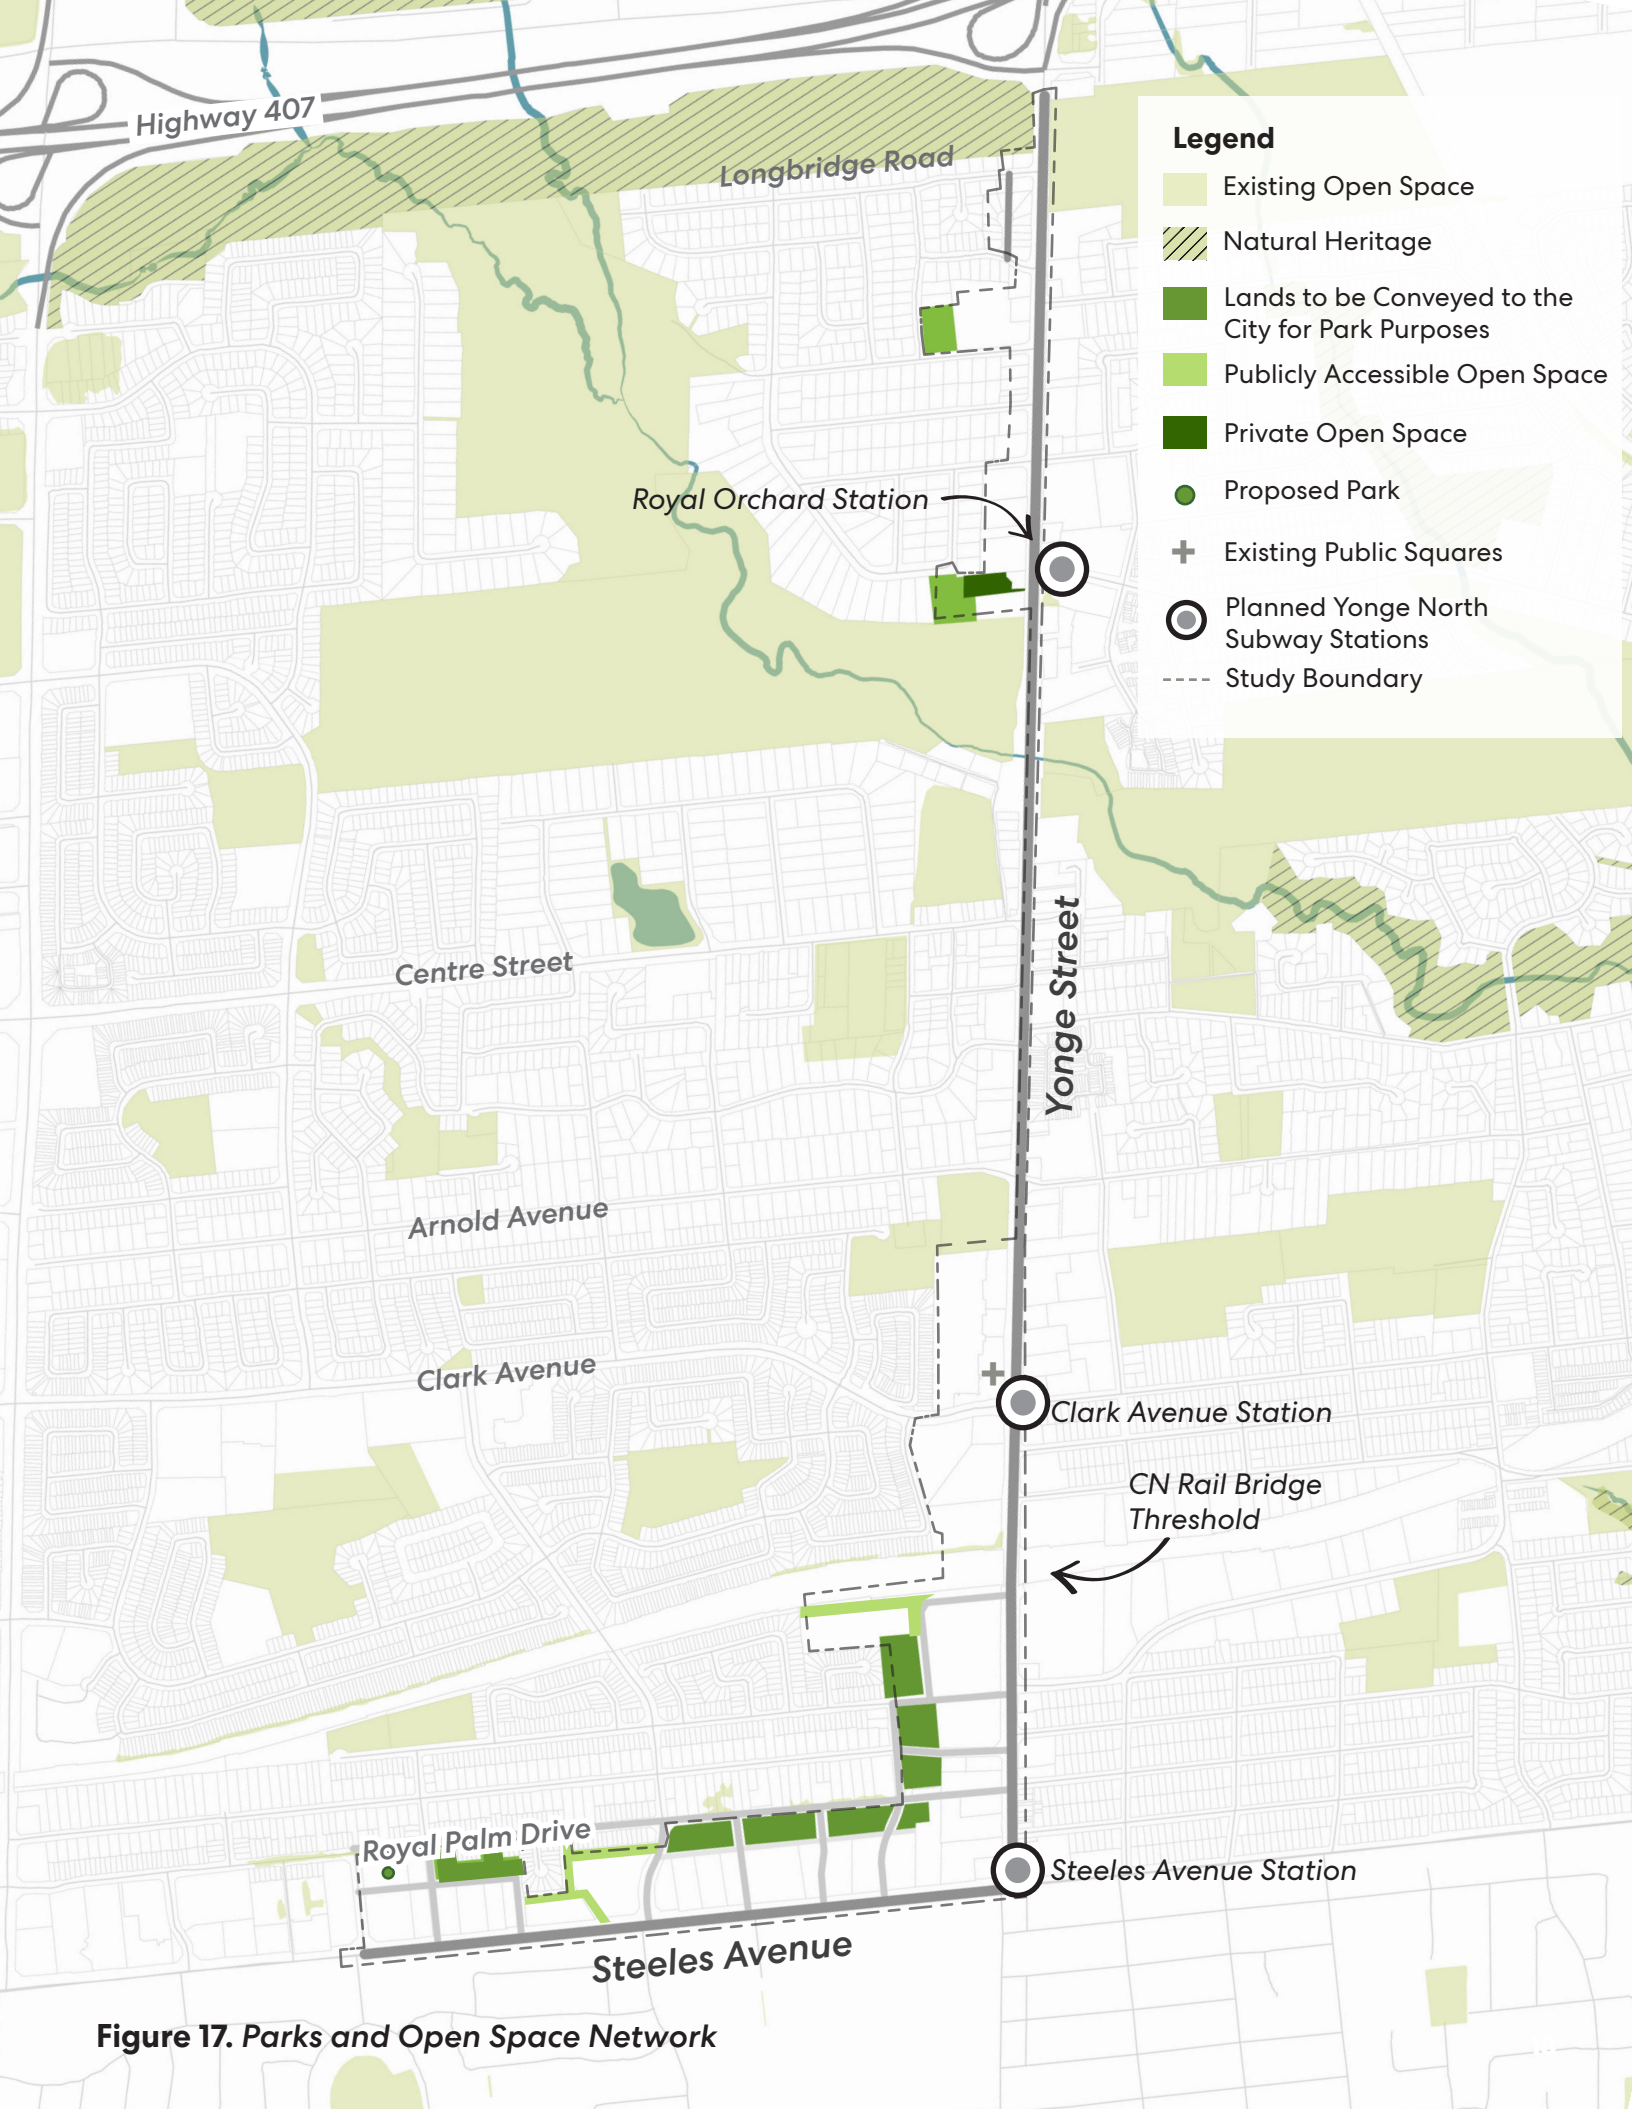 Highway 407
Longbridge Road
Legend
Existing Open Space
Natural Heritage
Lands to be Conveyed to the
City for Park Purposes
Publicly Accessible Open Space
Private Open Space
Proposed Park
Existing Public Squares
Planned Yonge North
Subway Stations
Study Boundary
Royal Orchard Station
Yonge Street
Centre Street
Arnold Avenue
Clark Avenue
Clark Avenue Station
CN Rail Bridge
Threshold
Royal Palm Drive
Steeles Avenue Station
Steeles Avenue
Figure 17. Parks and Open Space Network